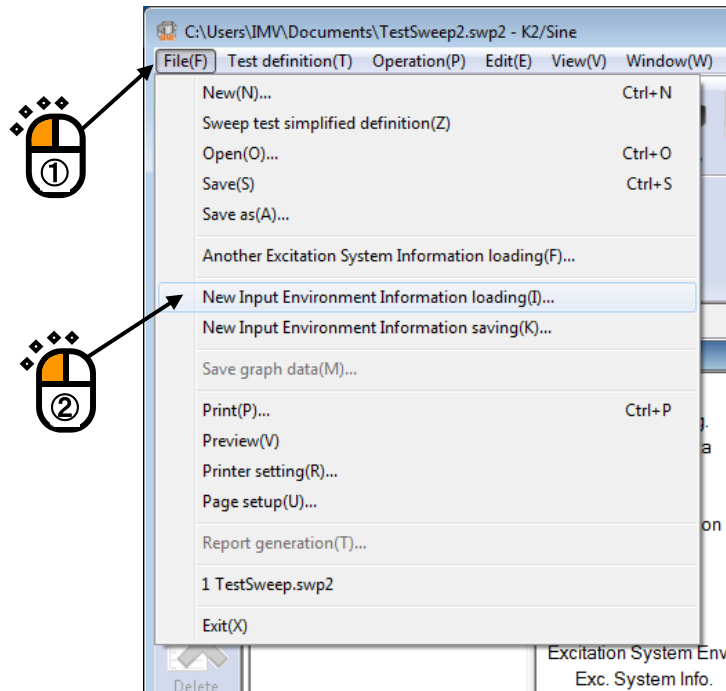 C:\Users\IMV\Documents\TestSweep2.swp2 - K2/Sine
File(F) Test definition(T) Operation(P) Edit(E) View(V) Window(W)
New(N)... Ctrl+N
Sweep test simplified definition(Z)
Open(O)... Ctrl+O
①
Save(S) Ctrl+S
Save as(A)...
Another Excitation System Information loading(F)...
New Input Environment Information loading(I)...
New Input Environment Information saving(K)...
Save graph data(M)...
②
Print(P)... Ctrl+P
Preview(V)
a
Printer setting(R)...
Page setup(U)...
on
Report generation(T)...
1 TestSweep.swp2
Exit(X)
Excitation System Env
Delete
Exc. System Info.